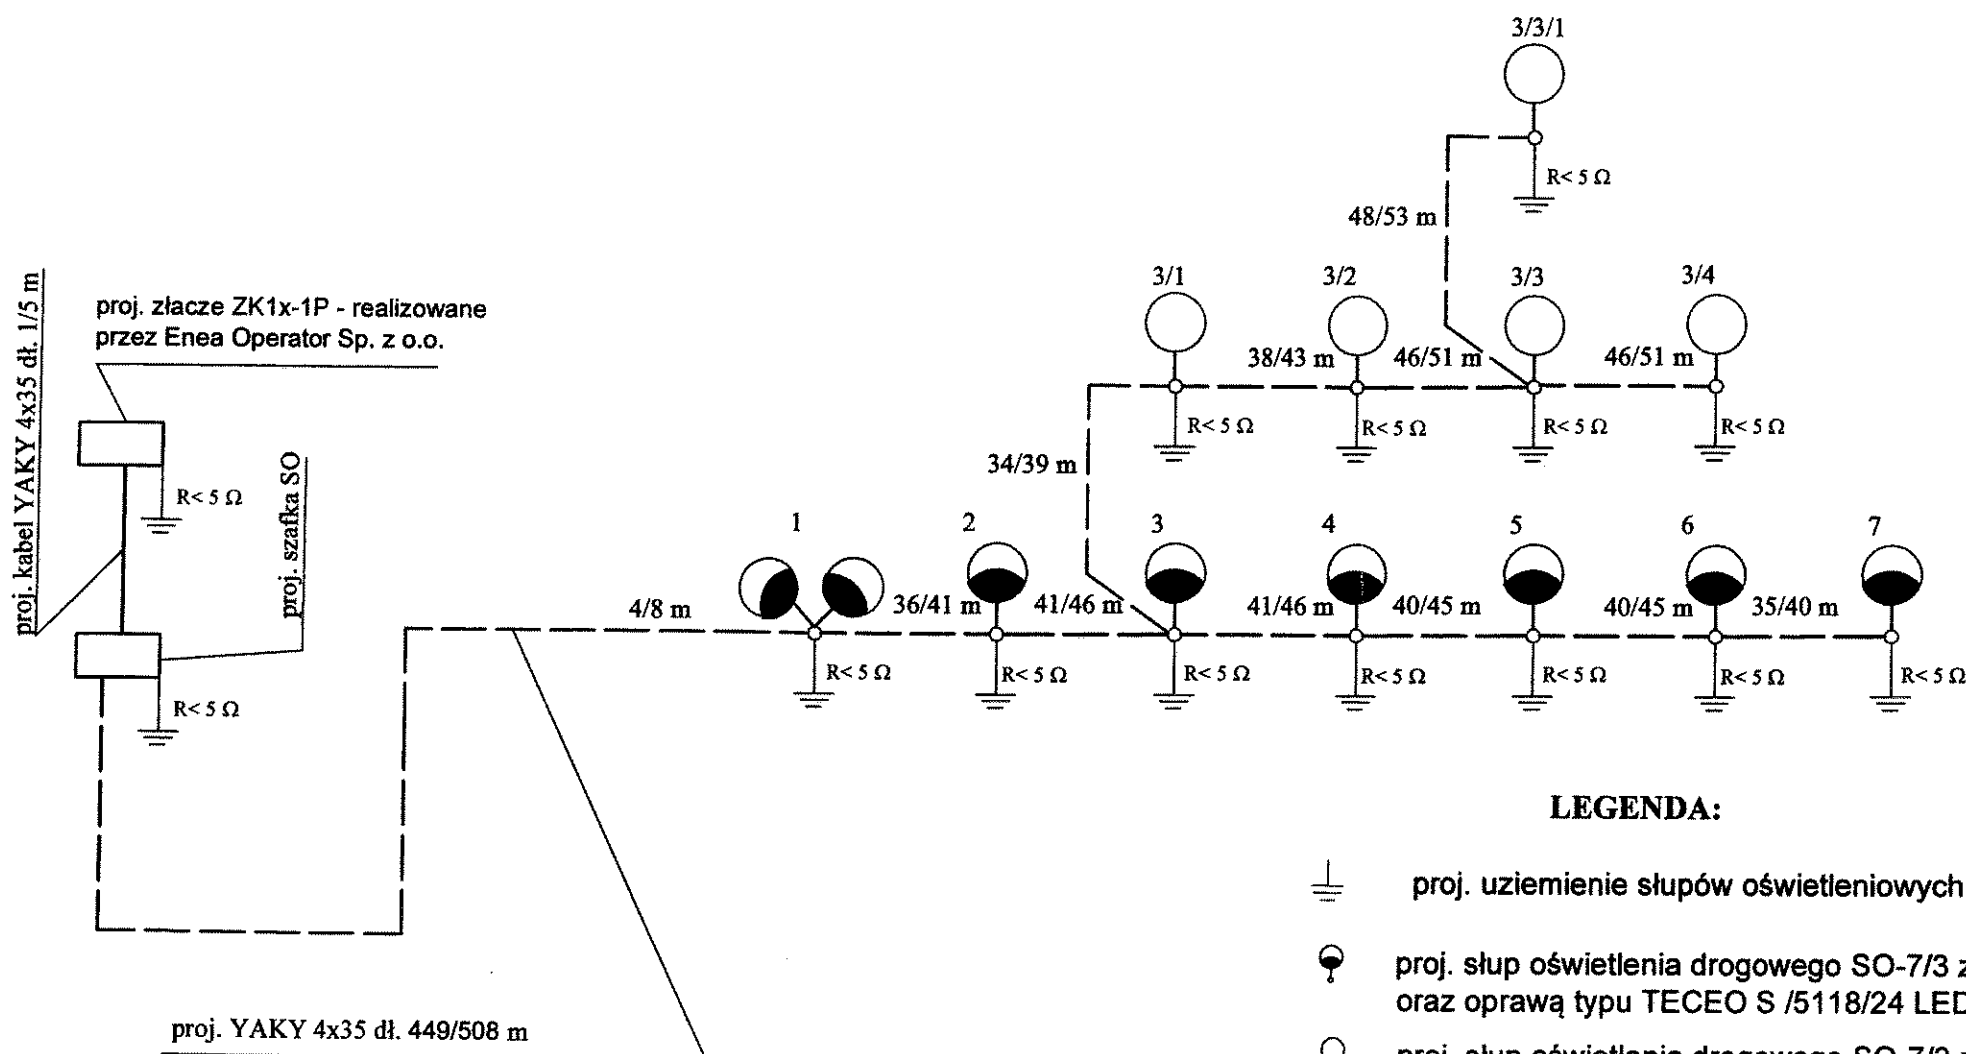 3/3/1
R< 5 Ω
48/53 m
3/1
3/2
3/3
3/4
38/43 m
46/51 m
46/51 m
R< 5 Ω
R< 5 Ω
R< 5 Ω
R< 5 Ω
34/39 m
proj. kabel YAKY 4x35 dł. 1/5 m
proj. złacze ZK1x-1P - realizowane
przez Enea Operator Sp. z o.o.
R< 5 Ω
proj. szafka SO
R< 5 Ω
1
2
3
4
5
6
7
4/8 m
36/41 m
41/46 m
41/46 m
40/45 m
40/45 m
35/40 m
R< 5 Ω
R< 5 Ω
R< 5 Ω
R< 5 Ω
R< 5 Ω
R< 5 Ω
R< 5 Ω
LEGENDA:
proj. uziemienie słupów oświetleniowych
proj. słup oświetlenia drogowego SO-7/3 z
oraz oprawą typu TECEO S /5118/24 LED
proj. YAKY 4x35 dł. 449/508 m